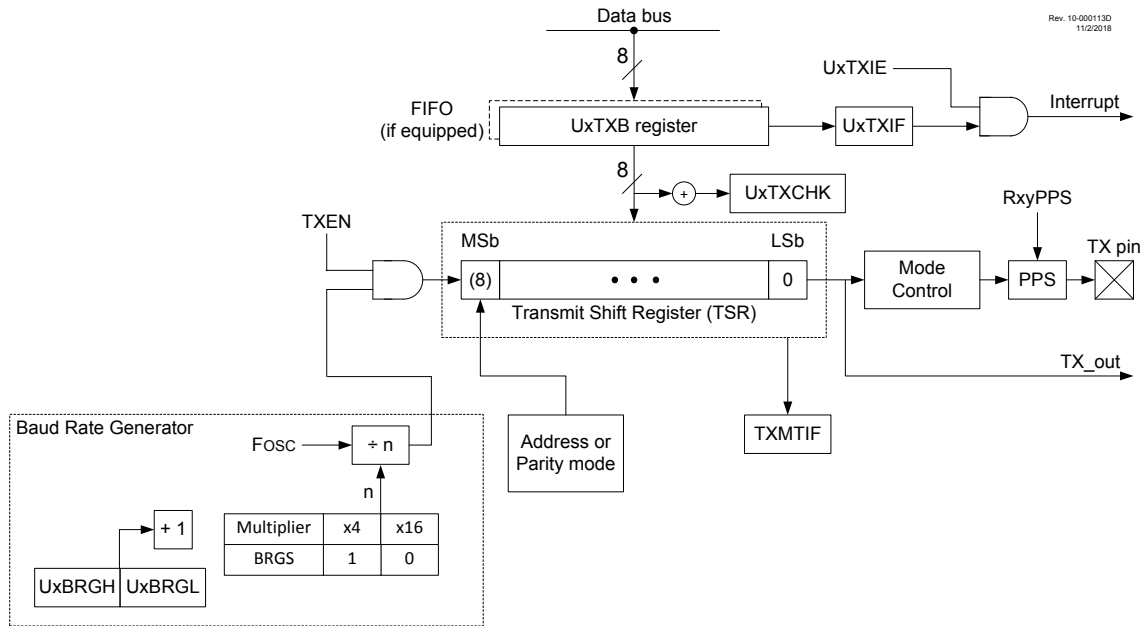 Data bus
Rev. 10-000113D
11/2/2018
8
UxTXIE
FIFO
(if equipped)
UxTXB register
UxTXIF
Interrupt
8
+
UxTXCHK
RxyPPS
TXEN
MSb
LSb
TX pin
(8)
• • •
0
Mode
Control
PPS
Transmit Shift Register (TSR)
TX_out
Baud Rate Generator
FOSC
÷ n
Address or
Parity mode
TXMTIF
n
+ 1
Multiplier x4 x16
BRGS 1 0
UxBRGH UxBRGL